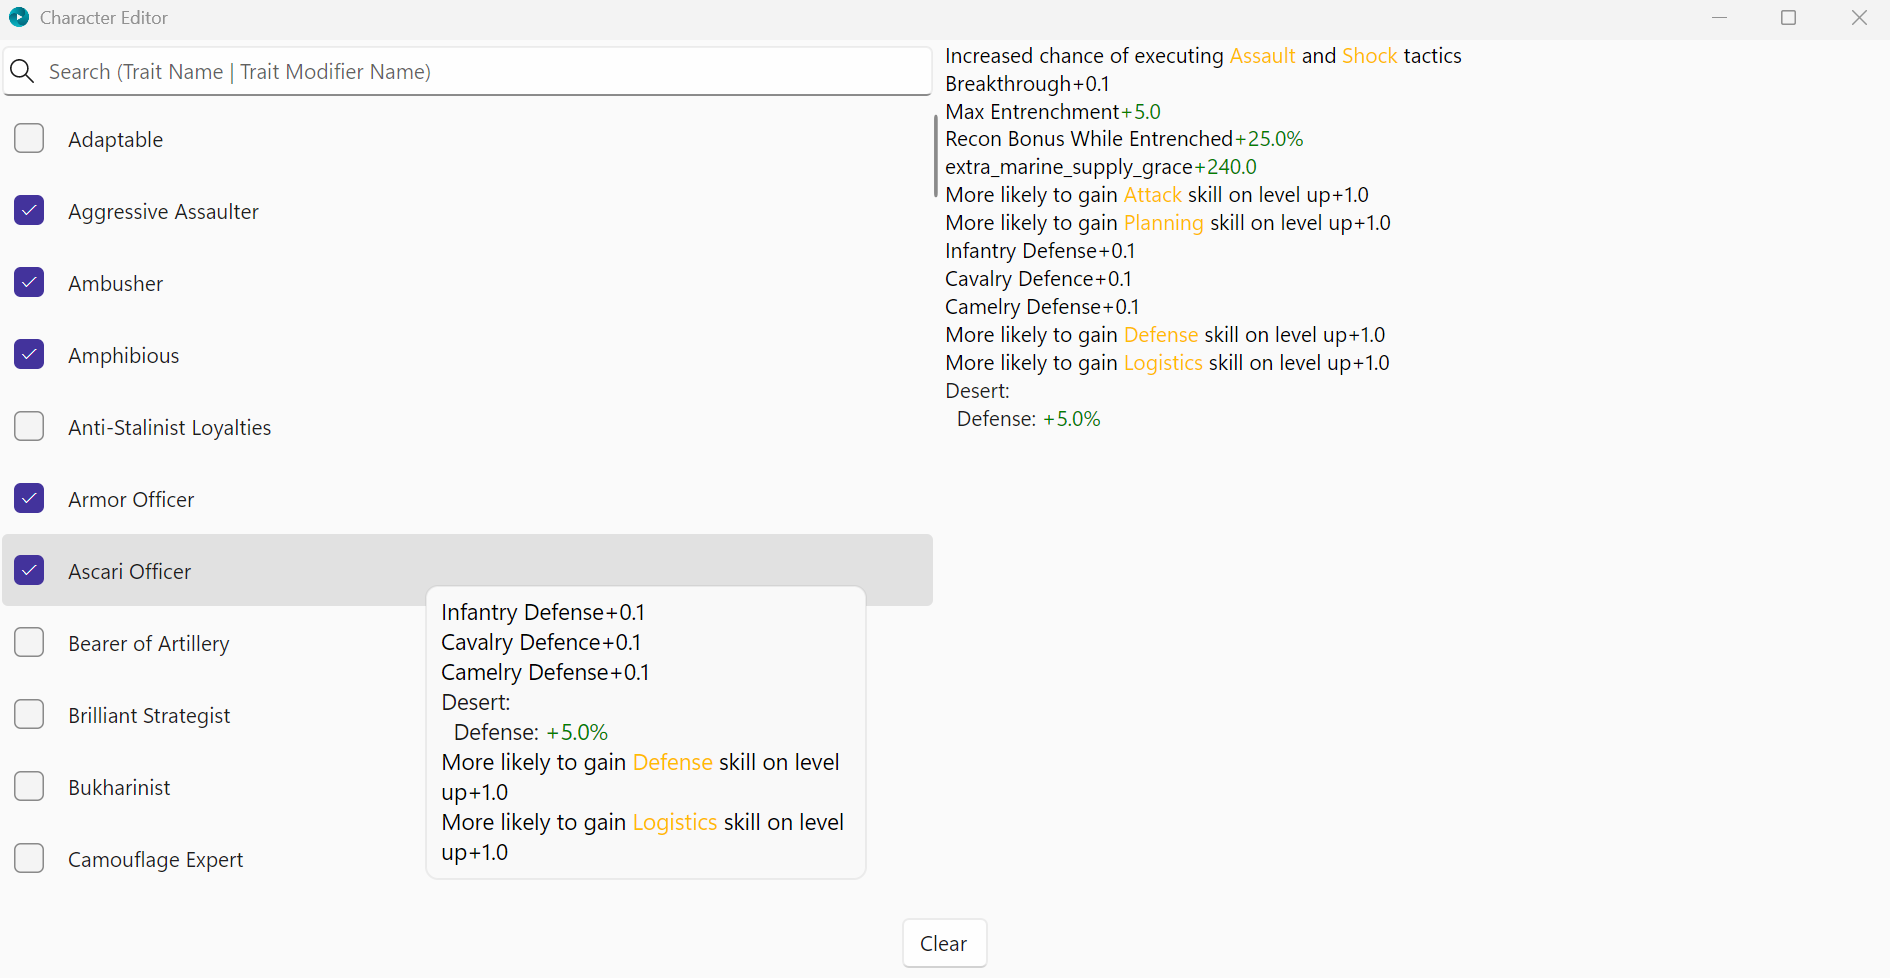 Character Editor
Search (Trait Name | Trait Modifier Name)
Adaptable
Aggressive Assaulter
Ambusher
Amphibious
Anti-Stalinist Loyalties
Armor Officer
Ascari Officer
Bearer of Artillery
Brilliant Strategist
Bukharinist
Camouflage Expert
Infantry Defense+0.1
Cavalry Defence+0.1
Camelry Defense+0.1
Desert:
Defense: +5.0%
More likely to gain Defense skill on level
up+1.0
More likely to gain Logistics skill on level
up+1.0
Increased chance of executing Assault and Shock tactics
Breakthrough+0.1
Max Entrenchment+5.0
Recon Bonus While Entrenched+25.0%
extra_marine_supply_grace+240.0
More likely to gain Attack skill on level up+1.0
More likely to gain Planning skill on level up+1.0
Infantry Defense+0.1
Cavalry Defence+0.1
Camelry Defense+0.1
More likely to gain Defense skill on level up+1.0
More likely to gain Logistics skill on level up+1.0
Desert:
Defense: +5.0%
Clear